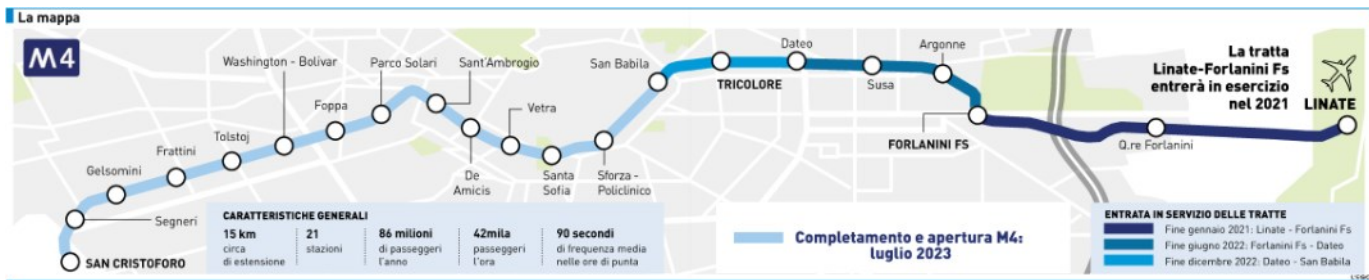 La mappa
M4
Washington - Bolivar
Parco Solari
Sant'Ambrogio
San Babila
Dateo
Argonne
La tratta
Linate-Forlanini Fs
entrerà in esercizio
nel 2021
LINATE
Foppa
Vetra
TRICOLORE
Susa
Tolstoj
Frattini
FORLANINI FS
Q.re Forlanini
Gelsomini
De
Amicis
Santa
Sofia
Sforza -
Policlinico
Segneri
SAN CRISTOFORO
CARATTERISTICHE GENERALI
15 km
circa
di estensione
21
stazioni
86 milioni
di passeggeri
l'anno
42mila
passeggeri
l'ora
90 secondi
di frequenza media
nelle ore di punta
Completamento e apertura M4:
luglio 2023
ENTRATA IN SERVIZIO DELLE TRATTE
Fine gennaio 2021: Linate - Forlanini Fs
Fine giugno 2022: Forlanini Fs - Dateo
Fine dicembre 2022: Dateo - San Babila